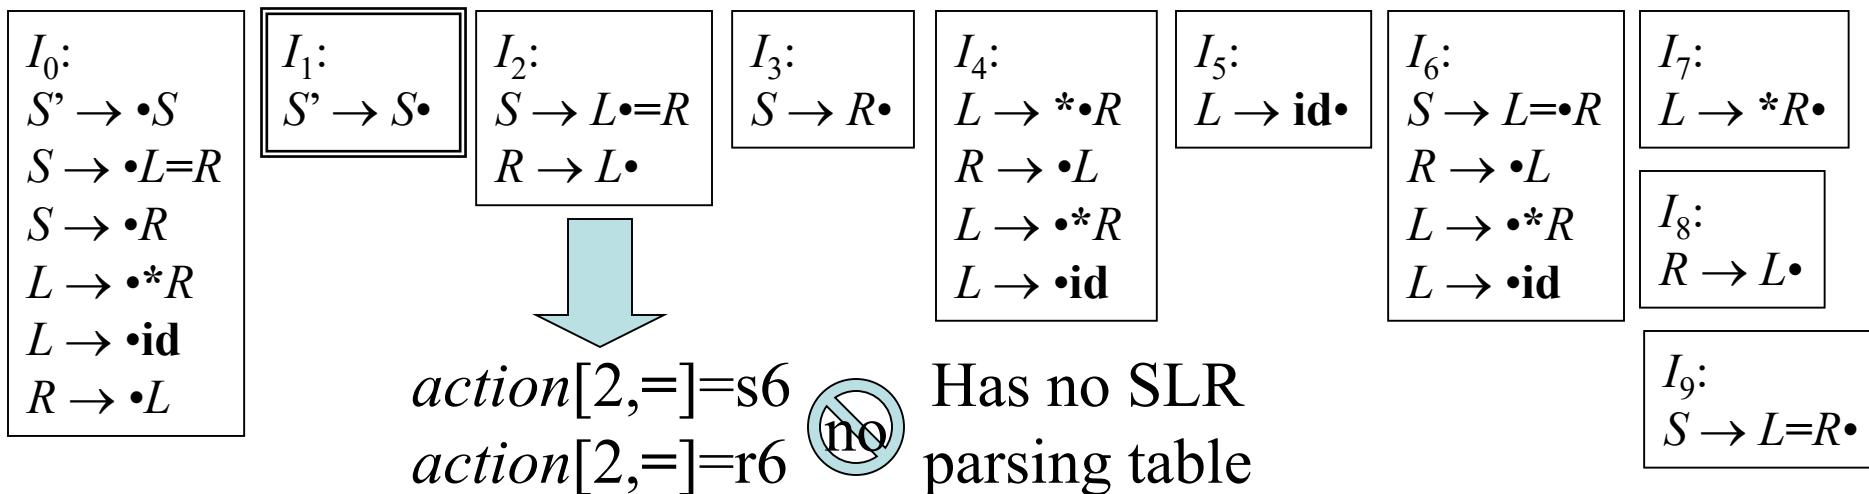 I₀:
S’ → •S
S → •L=R
S → •R
L → •*R
L → •id
R → •L
I₁:
S’ → S•
I₂:
S → L•=R
R → L•
I₃:
S → R•
I₄:
L → *•R
R → •L
L → •*R
L → •id
I₅:
L → id•
I₆:
S → L=•R
R → •L
L → •*R
L → •id
I₇:
L → *R•
I₈:
R → L•
I₉:
S → L=R•
action[2,=]=s6
action[2,=]=r6
no
Has no SLR
parsing table